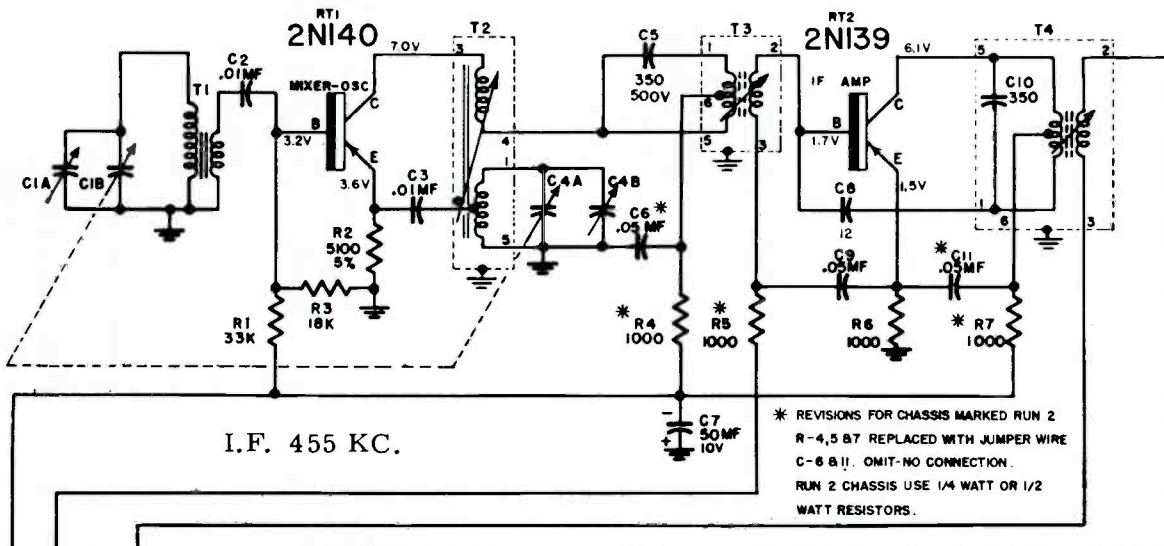 RT1
2N140
RT2
2N139
T2
T3
T4
7.0V
3
C5
350
500V
1
2
6.1V
5
2
C2
.01MF
T1
MIXER-OSC
C
B
3.2V
E
3.6V
4
6
5
3
IF AMP
C
B
1.7V
E
1.5V
C10
350
C1A
C1B
C3
.01MF
C4A
C4B
C6 *
.05MF
5
C8
12
1
6
3
R2
5100
5%
C9
.05MF
* C11
.05MF
R3
18K
R1
33K
* R4
1000
* R5
1000
R6
1000
* R7
1000
I.F. 455 KC.
-
+
C7
50MF
10V
* REVISIONS FOR CHASSIS MARKED RUN 2
R-4,5 &7 REPLACED WITH JUMPER WIRE
C-6 & 11. OMIT-NO CONNECTION.
RUN 2 CHASSIS USE 1/4 WATT OR 1/2
WATT RESISTORS.